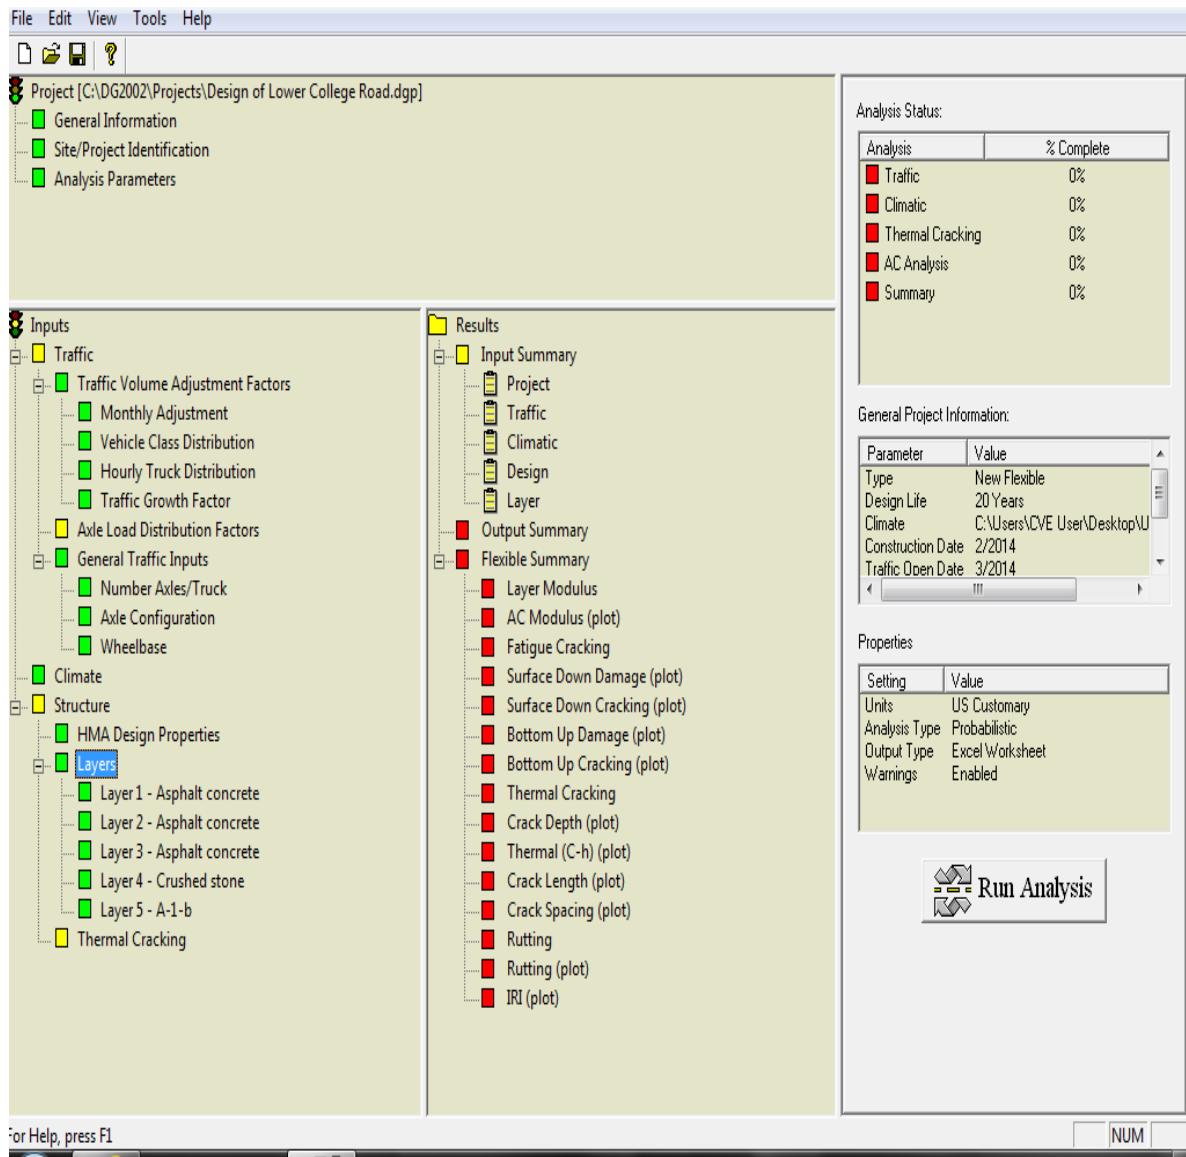 File Edit View Tools Help
Project [C:\DG2002\Projects\Design of Lower College Road.dgp]
General Information
Site/Project Identification
Analysis Parameters
Inputs
Traffic
Traffic Volume Adjustment Factors
Monthly Adjustment
Vehicle Class Distribution
Hourly Truck Distribution
Traffic Growth Factor
Axle Load Distribution Factors
General Traffic Inputs
Number Axles/Truck
Axle Configuration
Wheelbase
Climate
Structure
HMA Design Properties
Layers
Layer 1 - Asphalt concrete
Layer 2 - Asphalt concrete
Layer 3 - Asphalt concrete
Layer 4 - Crushed stone
Layer 5 - A-1-b
Thermal Cracking
Results
Input Summary
Project
Traffic
Climatic
Design
Layer
Output Summary
Flexible Summary
Layer Modulus
AC Modulus (plot)
Fatigue Cracking
Surface Down Damage (plot)
Surface Down Cracking (plot)
Bottom Up Damage (plot)
Bottom Up Cracking (plot)
Thermal Cracking
Crack Depth (plot)
Thermal (C-h) (plot)
Crack Length (plot)
Crack Spacing (plot)
Rutting
Rutting (plot)
IRI (plot)
Analysis Status:
Analysis % Complete
Traffic 0%
Climatic 0%
Thermal Cracking 0%
AC Analysis 0%
Summary 0%
General Project Information:
Parameter Value
Type New Flexible
Design Life 20 Years
Climate C:\Users\CVE User\Desktop\U
Construction Date 2/2014
Traffic Open Date 3/2014
Properties
Setting Value
Units US Customary
Analysis Type Probabilistic
Output Type Excel Worksheet
Warnings Enabled
Run Analysis
For Help, press F1
NUM